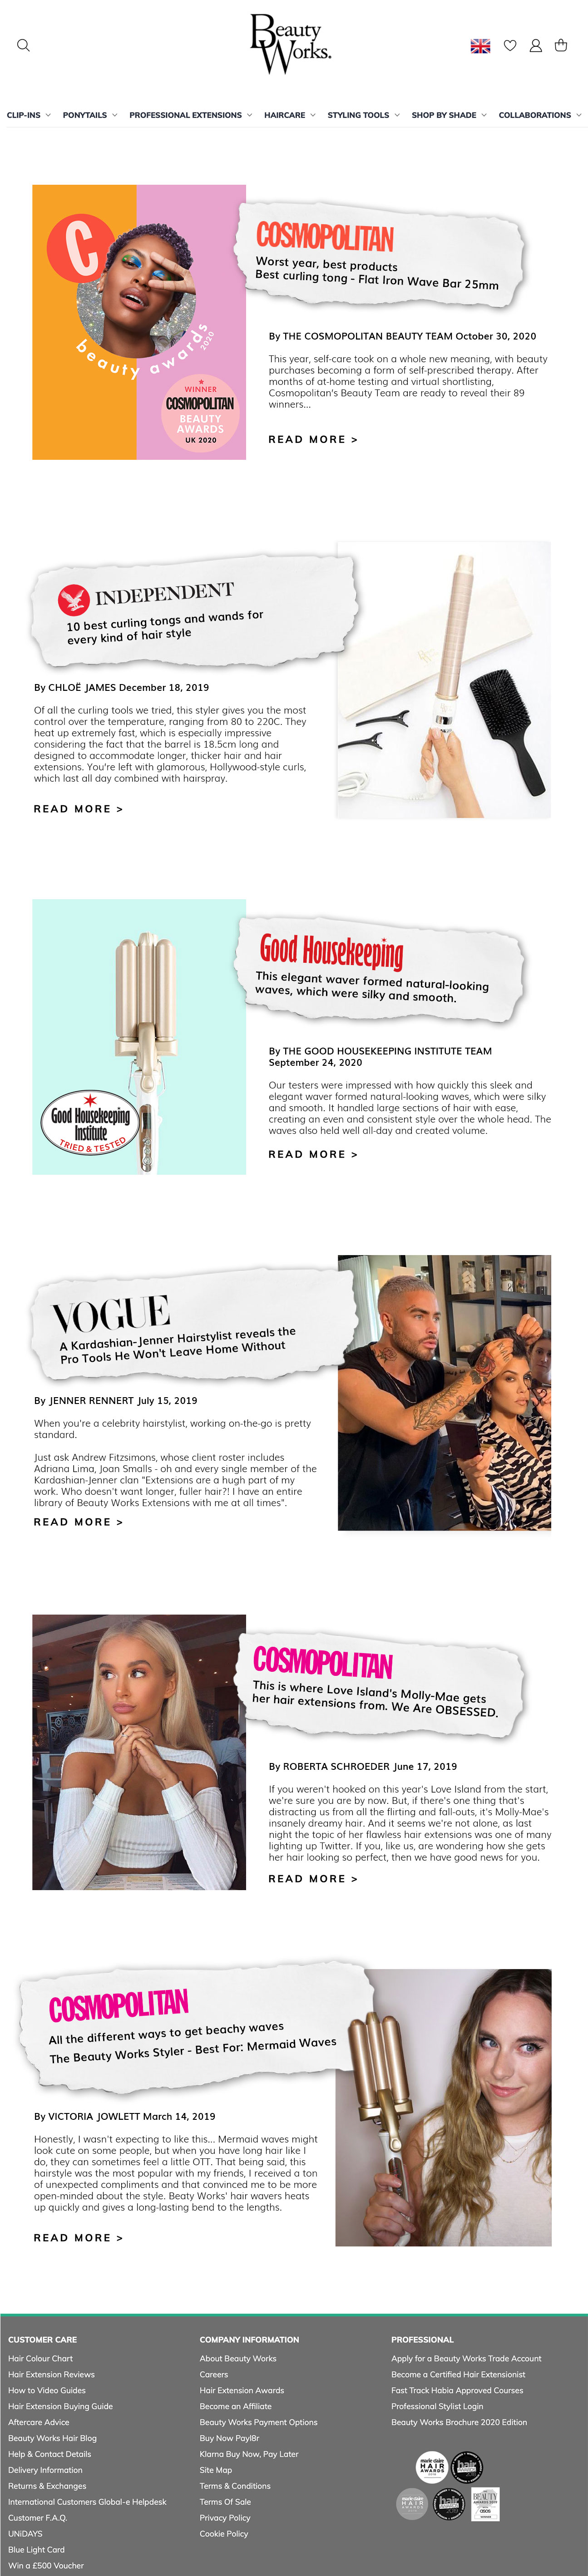 Beauty
Works.
CLIP-INS
PONYTAILS
PROFESSIONAL EXTENSIONS
HAIRCARE
STYLING TOOLS
SHOP BY SHADE
COLLABORATIONS
C
beauty awards
2020
WINNER
COSMOPOLITAN
BEAUTY
AWARDS
UK 2020
COSMOPOLITAN
Worst year, best products
Best curling tong - Flat Iron Wave Bar 25mm
By THE COSMOPOLITAN BEAUTY TEAM October 30, 2020
This year, self-care took on a whole new meaning, with beauty
purchases becoming a form of self-prescribed therapy. After
months of at-home testing and virtual shortlisting,
Cosmopolitan's Beauty Team are ready to reveal their 89
winners...
READ MORE >
INDEPENDENT
10 best curling tongs and wands for
every kind of hair style
By CHLOË JAMES December 18, 2019
Of all the curling tools we tried, this styler gives you the most
control over the temperature, ranging from 80 to 220C. They
heat up extremely fast, which is especially impressive
considering the fact that the barrel is 18.5cm long and
designed to accommodate longer, thicker hair and hair
extensions. You're left with glamorous, Hollywood-style curls,
which last all day combined with hairspray.
READ MORE >
Good Housekeeping
Institute
TRIED & TESTED
Good Housekeeping
This elegant waver formed natural-looking
waves, which were silky and smooth.
By THE GOOD HOUSEKEEPING INSTITUTE TEAM
September 24, 2020
Our testers were impressed with how quickly this sleek and
elegant waver formed natural-looking waves, which were silky
and smooth. It handled large sections of hair with ease,
creating an even and consistent style over the whole head. The
waves also held well all-day and created volume.
READ MORE >
VOGUE
A Kardashian-Jenner Hairstylist reveals the
Pro Tools He Won't Leave Home Without
By JENNER RENNERT July 15, 2019
When you're a celebrity hairstylist, working on-the-go is pretty
standard.
Just ask Andrew Fitzsimons, whose client roster includes
Adriana Lima, Joan Smalls - oh and every single member of the
Kardashian-Jenner clan "Extensions are a hugh part of my
work. Who doesn't want longer, fuller hair?! I have an entire
library of Beauty Works Extensions with me at all times".
READ MORE >
COSMOPOLITAN
This is where Love Island's Molly-Mae gets
her hair extensions from. We Are OBSESSED.
By ROBERTA SCHROEDER June 17, 2019
If you weren't hooked on this year's Love Island from the start,
we're sure you are by now. But, if there's one thing that's
distracting us from all the flirting and fall-outs, it's Molly-Mae's
insanely dreamy hair. And it seems we're not alone, as last
night the topic of her flawless hair extensions was one of many
lighting up Twitter. If you, like us, are wondering how she gets
her hair looking so perfect, then we have good news for you.
READ MORE >
COSMOPOLITAN
All the different ways to get beachy waves
The Beauty Works Styler - Best For: Mermaid Waves
By VICTORIA JOWLETT March 14, 2019
Honestly, I wasn't expecting to like this... Mermaid waves might
look cute on some people, but when you have long hair like I
do, they can sometimes feel a little OTT. That being said, this
hairstyle was the most popular with my friends, I received a ton
of unexpected compliments and that convinced me to be more
open-minded about the style. Beaty Works' hair wavers heats
up quickly and gives a long-lasting bend to the lengths.
READ MORE >
CUSTOMER CARE
Hair Colour Chart
Hair Extension Reviews
How to Video Guides
Hair Extension Buying Guide
Aftercare Advice
Beauty Works Hair Blog
Help & Contact Details
Delivery Information
Returns & Exchanges
International Customers Global-e Helpdesk
Customer F.A.Q.
UNiDAYS
Blue Light Card
Win a £500 Voucher
COMPANY INFORMATION
About Beauty Works
Careers
Hair Extension Awards
Become an Affiliate
Beauty Works Payment Options
Buy Now Payl8r
Klarna Buy Now, Pay Later
Site Map
Terms & Conditions
Terms Of Sale
Privacy Policy
Cookie Policy
PROFESSIONAL
Apply for a Beauty Works Trade Account
Become a Certified Hair Extensionist
Fast Track Habia Approved Courses
Professional Stylist Login
Beauty Works Brochure 2020 Edition
marie claire
HAIR
AWARDS
hair
marie claire
HAIR
AWARDS
hair
BEAUTY